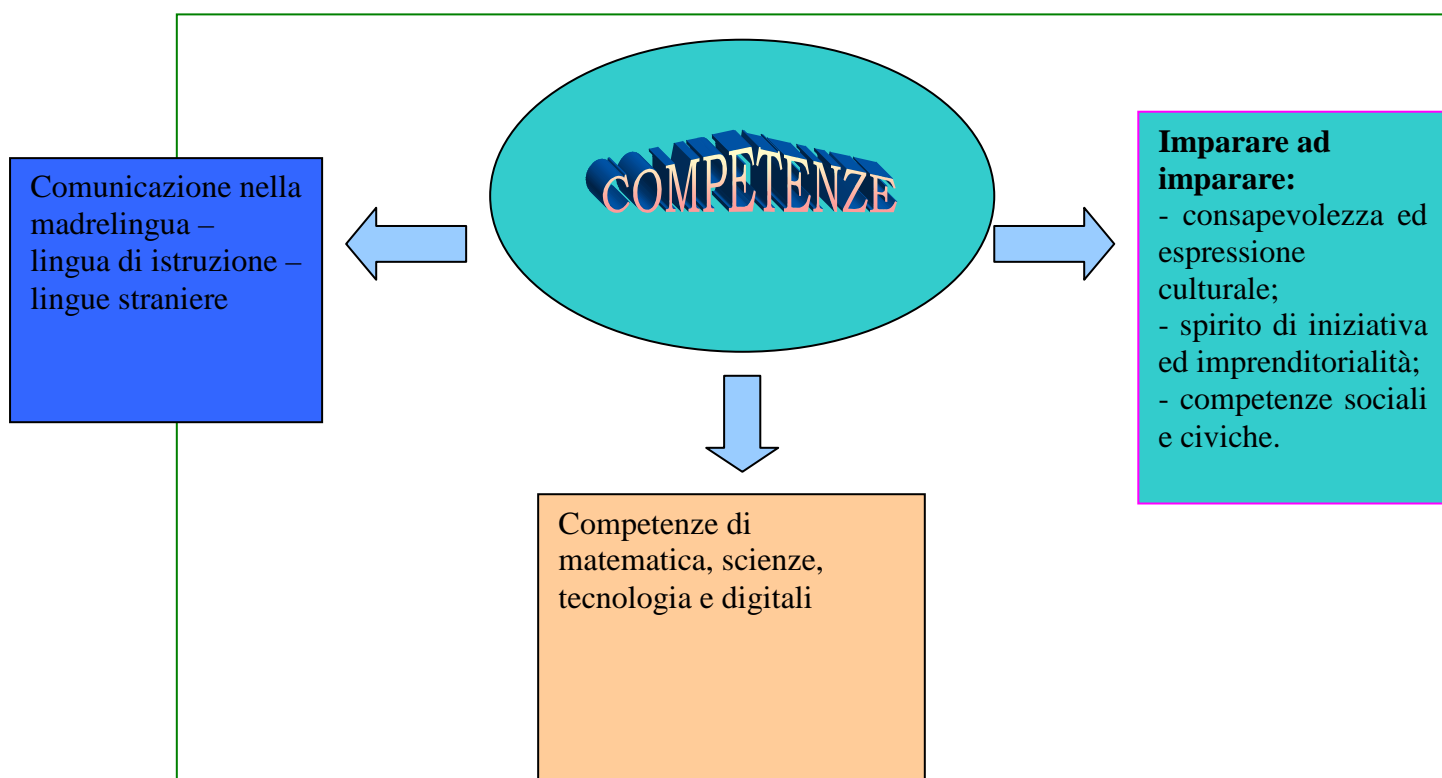 COMPETENZE
Comunicazione nella
madrelingua –
lingua di istruzione –
lingue straniere
Competenze di
matematica, scienze,
tecnologia e digitali
Imparare ad
imparare:
- consapevolezza ed
espressione
culturale;
- spirito di iniziativa
ed imprenditorialità;
- competenze sociali
e civiche.